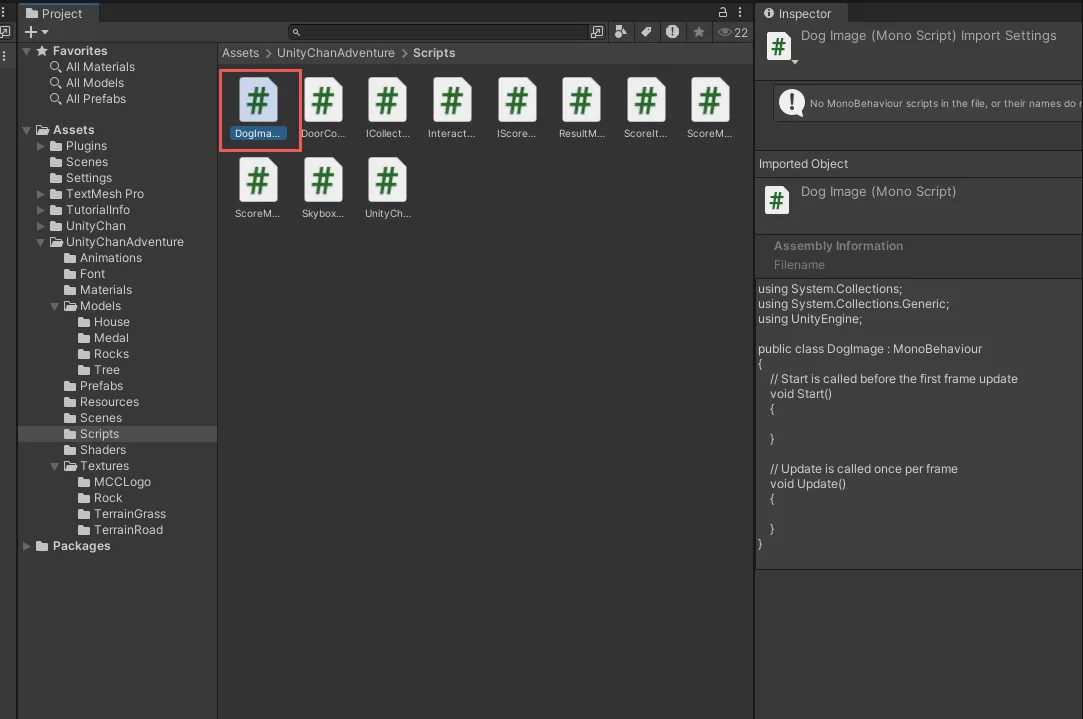 Project
22
Favorites
All Materials
All Models
All Prefabs
Assets
Plugins
Scenes
Settings
TextMesh Pro
TutorialInfo
UnityChan
UnityChanAdventure
Animations
Font
Materials
Models
House
Medal
Rocks
Tree
Prefabs
Resources
Scenes
Scripts
Shaders
Textures
MCCLogo
Rock
TerrainGrass
TerrainRoad
Packages
Assets > UnityChanAdventure > Scripts
DogIma... DoorCo... ICollect... Interact... IScore... ResultM... ScoreIt... ScoreM...
ScoreM... Skybox... UnityCh...
Inspector
Dog Image (Mono Script) Import Settings
No MonoBehaviour scripts in the file, or their names do
Imported Object
Dog Image (Mono Script)
Assembly Information
Filename
using System.Collections;
using System.Collections.Generic;
using UnityEngine;
public class DogImage : MonoBehaviour
{
// Start is called before the first frame update
void Start()
{
}
// Update is called once per frame
void Update()
{
}
}